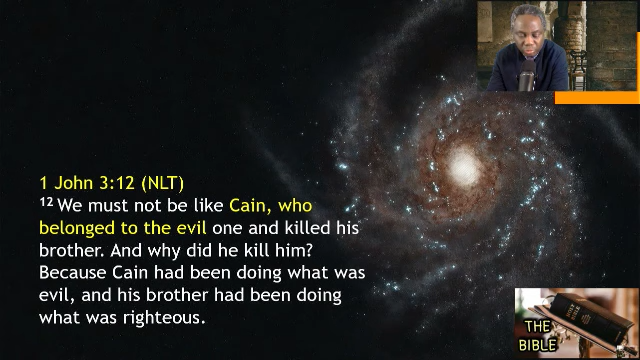 1 John 3:12 (NLT)
12 We must not be like Cain, who
belonged to the evil one and killed his
brother. And why did he kill him?
Because Cain had been doing what was
evil, and his brother had been doing
what was righteous.
THE
BIBLE
HOLY BIBLE